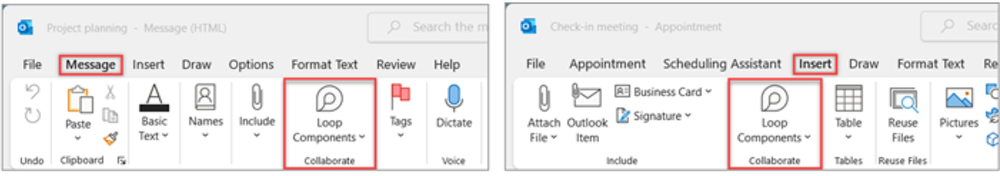 Project planning - Message (HTML)
Search the m
File Message Insert Draw Options Format Text Review Help
Paste
Basic Text
Names
Include
Loop Components
Tags
Dictate
Undo Clipboard Collaborate Voice
Check-in meeting - Appointment
Searc
File Appointment Scheduling Assistant Insert Draw Format Text Re
Attach File
Outlook Item
Business Card
Signature
Loop Components
Table
Reuse Files
Pictures
Include Collaborate Tables Reuse Files